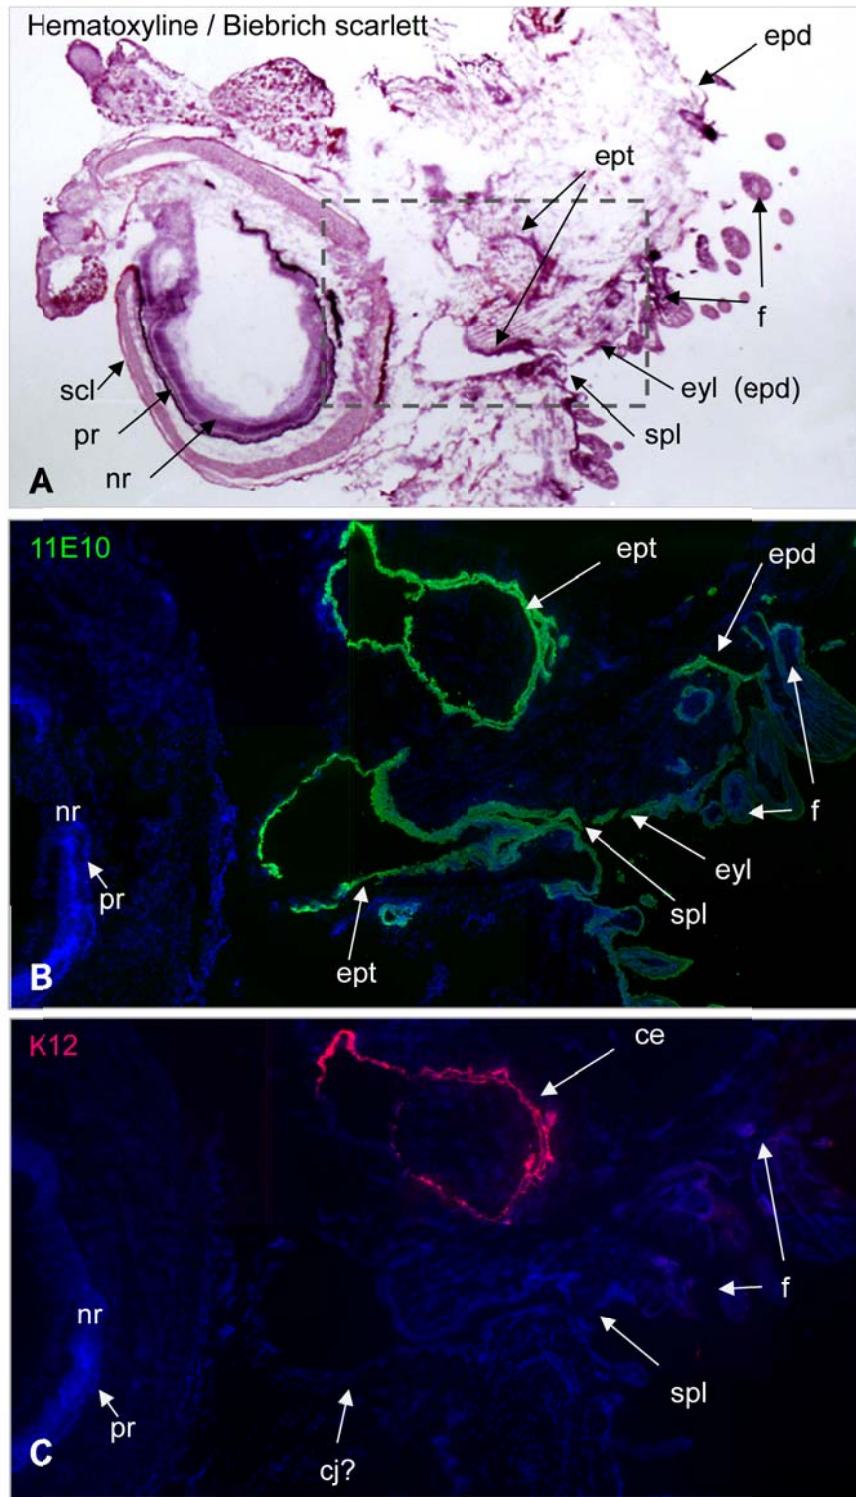 Hematoxyline / Biebrich scarlett
epd
ept
f
scl
eyl (epd)
pr
spl
nr
A
11E10
ept
epd
nr
f
pr
eyl
spl
ept
B
K12
ce
f
nr
spl
pr
cj?
C